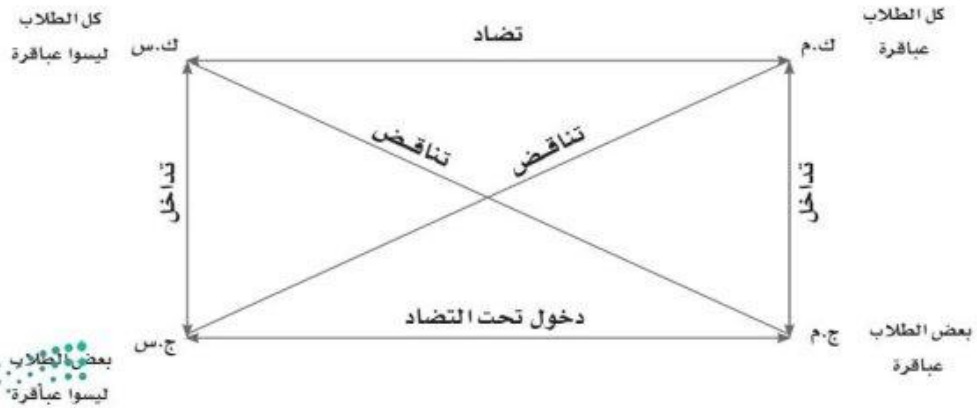 كل الطلاب
عباقرة
ك.م
تضاد
ك.س
كل الطلاب
ليسوا عباقرة
تناقض
تناقض
تداخل
تداخل
بعض الطلاب
عباقرة
ج.م
دخول تحت التضاد
ج.س
بعض الطلاب
ليسوا عباقرة